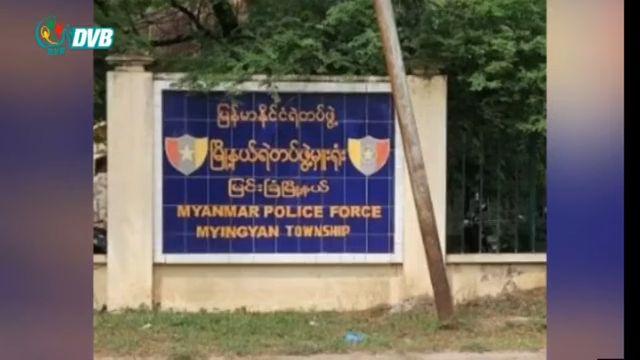 DVB
DVB
မြန်မာနိုင်ငံရဲတပ်ဖွဲ့
မြို့နယ်ရဲတပ်ဖွဲ့မှူးရုံး
မြင်းခြံမြို့နယ်
MYANMAR POLICE FORCE
MYINGYAN TOWNSHIP